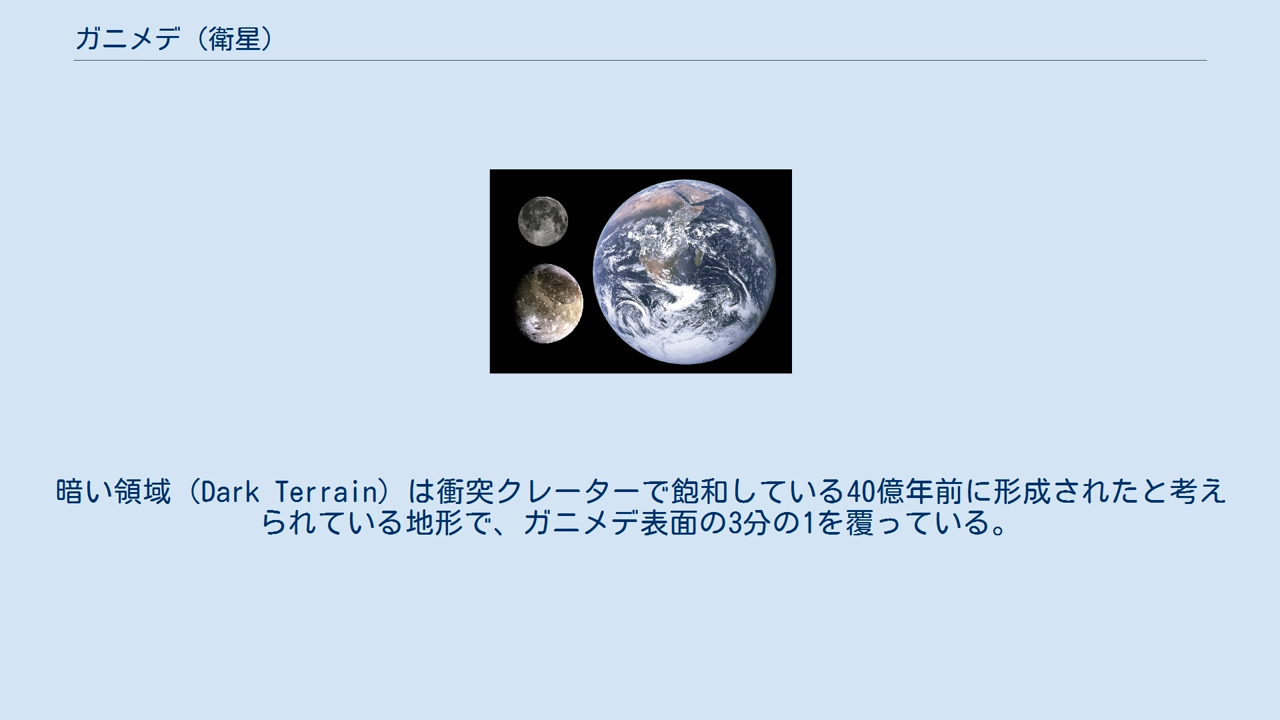 ガニメデ（衛星）
暗い領域（Dark Terrain）は衝突クレーターで飽和している40億年前に形成されたと考え
られている地形で、ガニメデ表面の3分の1を覆っている。